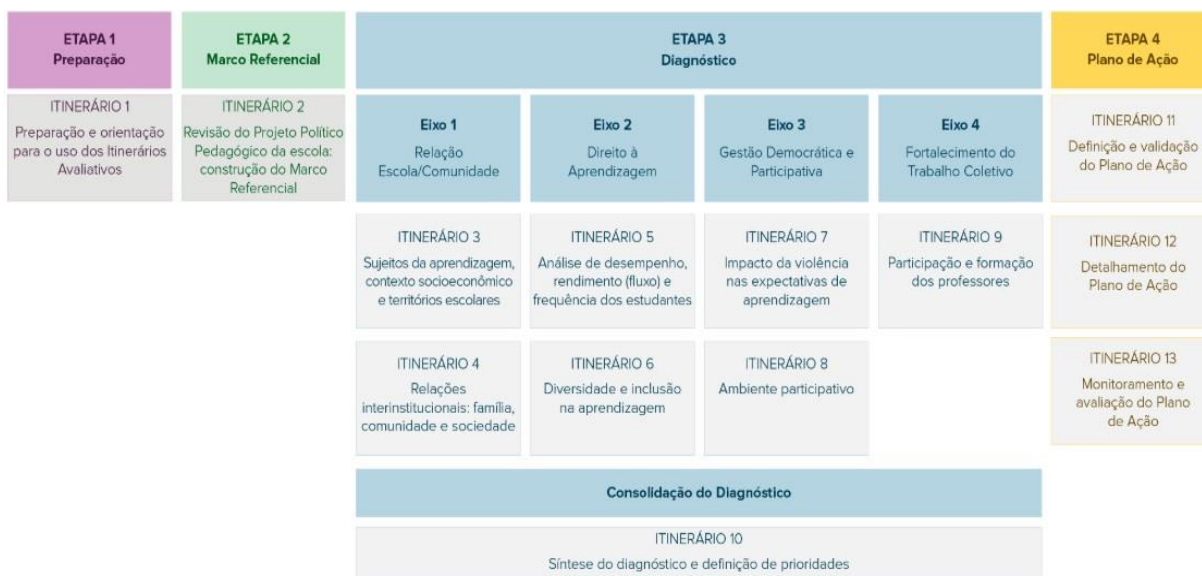 ETAPA 1
Preparação
ITINERÁRIO 1
Preparação e orientação
para o uso dos Itinerários
Avaliativos
ETAPA 2
Marco Referencial
ITINERÁRIO 2
Revisão do Projeto Político
Pedagógico da escola:
construção do Marco
Referencial
ETAPA 3
Diagnóstico
Eixo 1
Relação
Escola/Comunidade
Eixo 2
Direito à
Aprendizagem
Eixo 3
Gestão Democrática e
Participativa
Eixo 4
Fortalecimento do
Trabalho Coletivo
ITINERÁRIO 3
Sujeitos da aprendizagem,
contexto socioeconômico
e territórios escolares
ITINERÁRIO 5
Análise de desempenho,
rendimento (fluxo) e
frequência dos estudantes
ITINERÁRIO 7
Impacto da violência
nas expectativas de
aprendizagem
ITINERÁRIO 9
Participação e formação
dos professores
ITINERÁRIO 4
Relações
interinstitucionais: família,
comunidade e sociedade
ITINERÁRIO 6
Diversidade e inclusão
na aprendizagem
ITINERÁRIO 8
Ambiente participativo
Consolidação do Diagnóstico
ITINERÁRIO 10
Síntese do diagnóstico e definição de prioridades
ETAPA 4
Plano de Ação
ITINERÁRIO 11
Definição e validação
do Plano de Ação
ITINERÁRIO 12
Detalhamento do
Plano de Ação
ITINERÁRIO 13
Monitoramento e
avaliação do Plano
de Ação